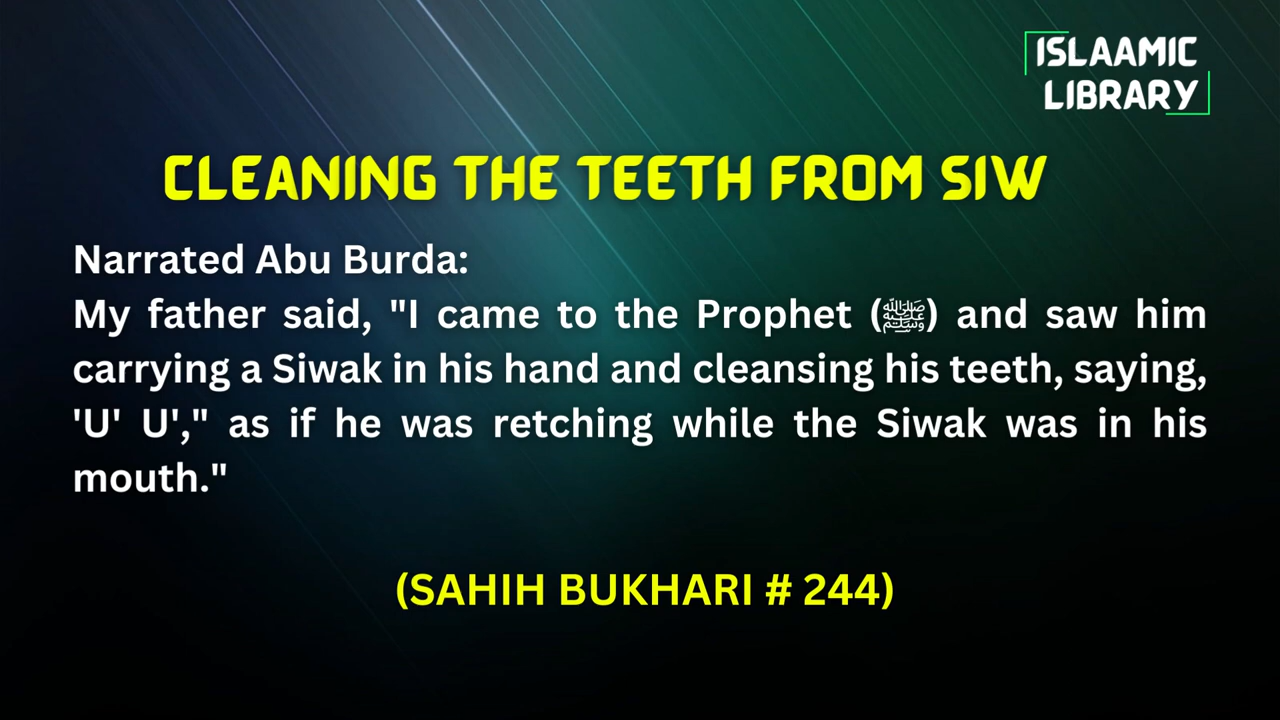 ISLAAMIC
LIBRARY
CLEANING THE TEETH FROM SIW
Narrated Abu Burda:
My father said, "I came to the Prophet (ﷺ) and saw him
carrying a Siwak in his hand and cleansing his teeth, saying,
'U' U'," as if he was retching while the Siwak was in his
mouth."
(SAHIH BUKHARI # 244)